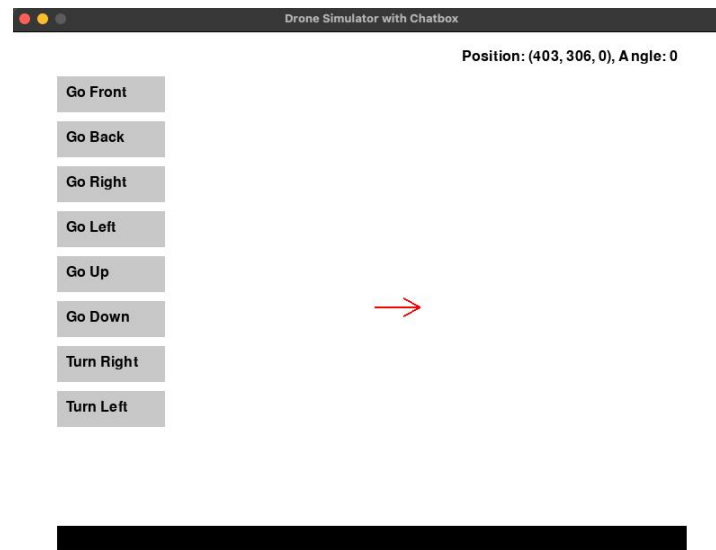 Drone Simulator with Chatbox
Position: (403, 306, 0), Angle: 0
Go Front
Go Back
Go Right
Go Left
Go Up
Go Down
Turn Right
Turn Left